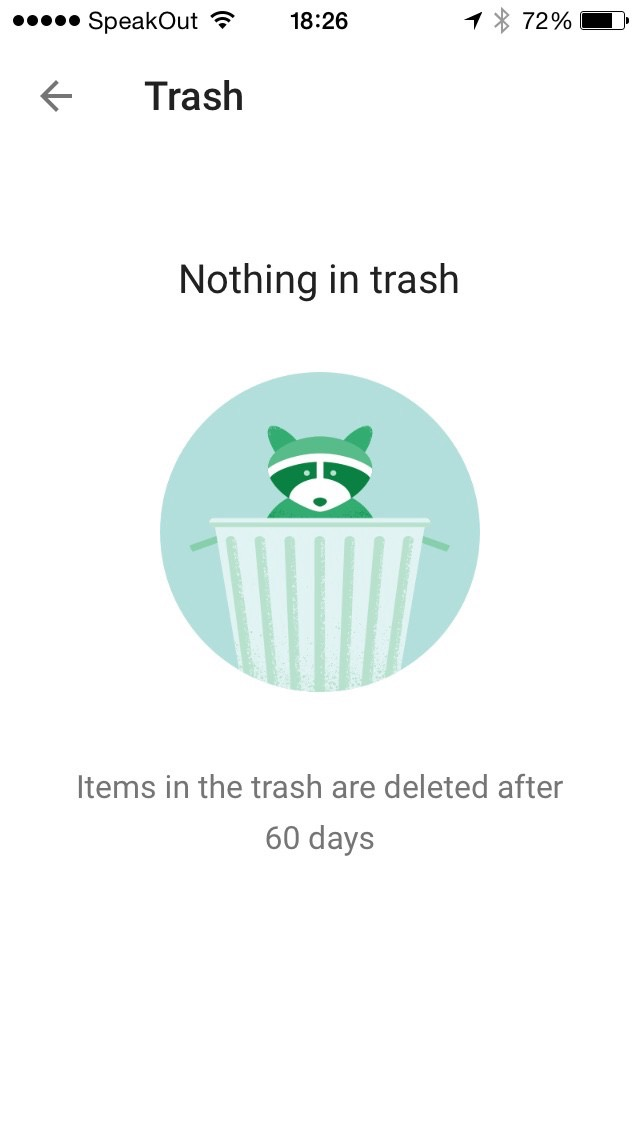 SpeakOut 18:26 72%
Trash
Nothing in trash
Items in the trash are deleted after
60 days